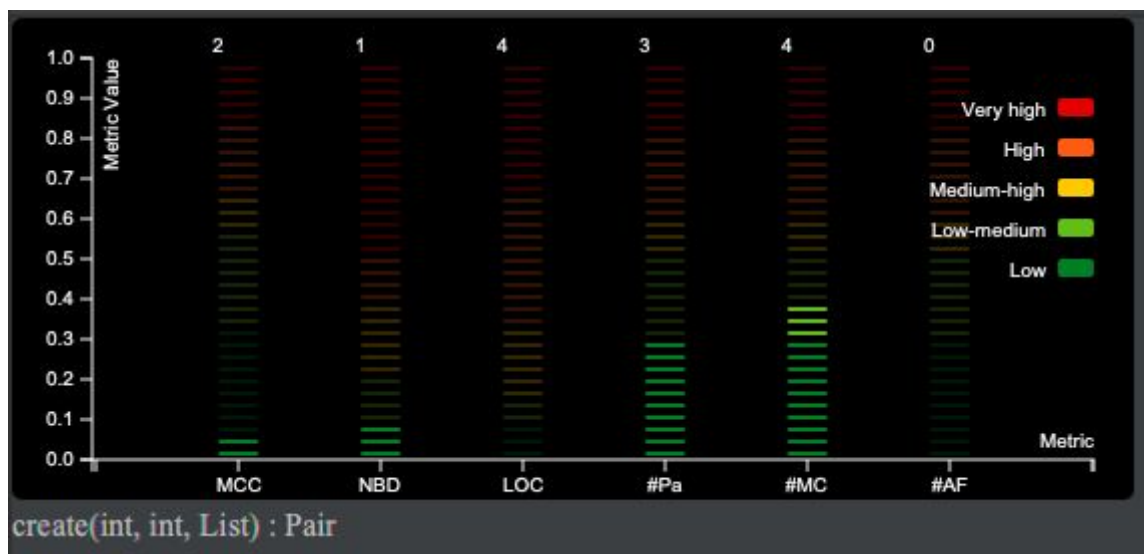 2 1 4 3 4 0
1.0
0.9
0.8
0.7
0.6
0.5
0.4
0.3
0.2
0.1
0.0
Metric Value
Very high
High
Medium-high
Low-medium
Low
Metric
MCC NBD LOC #Pa #MC #AF
create(int, int, List) : Pair